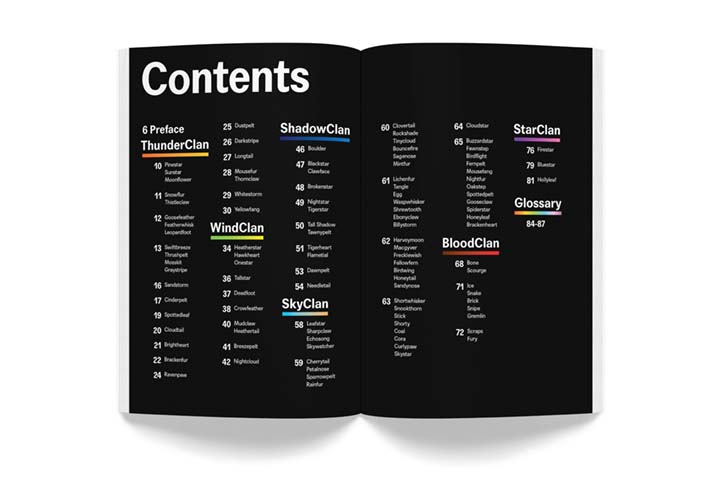 Contents
6 Preface
ThunderClan
10 Pinestar
Sunstar
Moonflower
11 Snowfur
Thistleclaw
12 Goosefeather
Featherwhisk
Leopardfoot
13 Swiftbreeze
Thrushpelt
Mosskit
Graystripe
16 Sandstorm
17 Cinderpelt
19 Spottedleaf
20 Cloudtail
21 Brightheart
22 Brackenfur
24 Ravenpaw
25 Dustpelt
26 Darkstripe
27 Longtail
28 Mousefur
Thornclaw
29 Whitestorm
30 Yellowfang
WindClan
34 Heatherstar
Hawkheart
Onestar
36 Tallstar
37 Deadfoot
38 Crowfeather
40 Mudclaw
Heathertail
41 Breezepelt
42 Nightcloud
ShadowClan
46 Boulder
47 Blackstar
Clawface
48 Brokenstar
49 Nightstar
Tigerstar
50 Tall Shadow
Tawnypelt
51 Tigerheart
Flametail
53 Dawnpelt
54 Needletail
SkyClan
58 Leafstar
Sharpclaw
Echosong
Skywatcher
59 Cherrytail
Petalnose
Sparrowpelt
Rainfur
60 Clovertail
Rockshade
Tinycloud
Bouncefire
Sagenose
Mintfur
61 Lichenfur
Tangle
Egg
Waspwhisker
Shrewtooth
Ebonyclaw
Billystorm
62 Harveymoon
Macgyver
Frecklewish
Fallowfern
Birdwing
Honeytail
Sandynose
63 Shortwhisker
Snookthorn
Stick
Shorty
Coal
Cora
Curlypaw
Skystar
64 Cloudstar
65 Buzzardstar
Fawnstep
Birdflight
Fernpelt
Mousefang
Nightfur
Oakstep
Spottedpelt
Gooseclaw
Spiderstar
Honeyleaf
Brackenheart
BloodClan
68 Bone
Scourge
71 Ice
Snake
Brick
Snipe
Gremlin
72 Scraps
Fury
StarClan
76 Firestar
79 Bluestar
81 Hollyleaf
Glossary
84-87